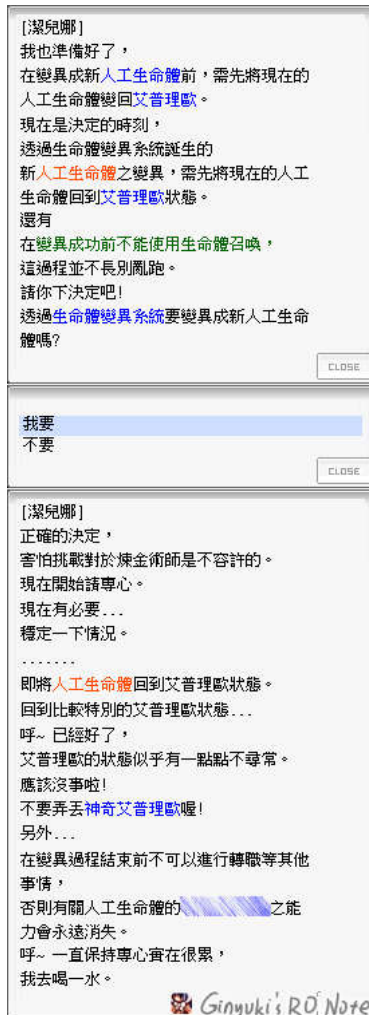 [潔兒娜]
我也準備好了，
在變異成新人工生命體前，需先將現在的
人工生命體變回艾普理歐。
現在是決定的時刻，
透過生命體變異系統誕生的
新人工生命體之變異，需先將現在的人工
生命體回到艾普理歐狀態。
還有
在變異成功前不能使用生命體召喚，
這過程並不長別亂跑。
請你下決定吧!
透過生命體變異系統要變異成新人工生命
體嗎?
CLOSE
我要
不要
CLOSE
[潔兒娜]
正確的決定，
害怕挑戰對於煉金術師是不容許的。
現在開始請專心。
現在有必要...
穩定一下情況。
.......
即將人工生命體回到艾普理歐狀態。
回到比較特別的艾普理歐狀態...
呼~ 已經好了，
艾普理歐的狀態似乎有一點點不尋常。
應該沒事啦!
不要弄丟神奇艾普理歐喔!
另外...
在變異過程結束前不可以進行轉職等其他
事情，
否則有關人工生命體的
之能
力會永遠消失。
呼~ 一直保持專心實在很累，
我去喝一水。
Ginyuki's RO Note